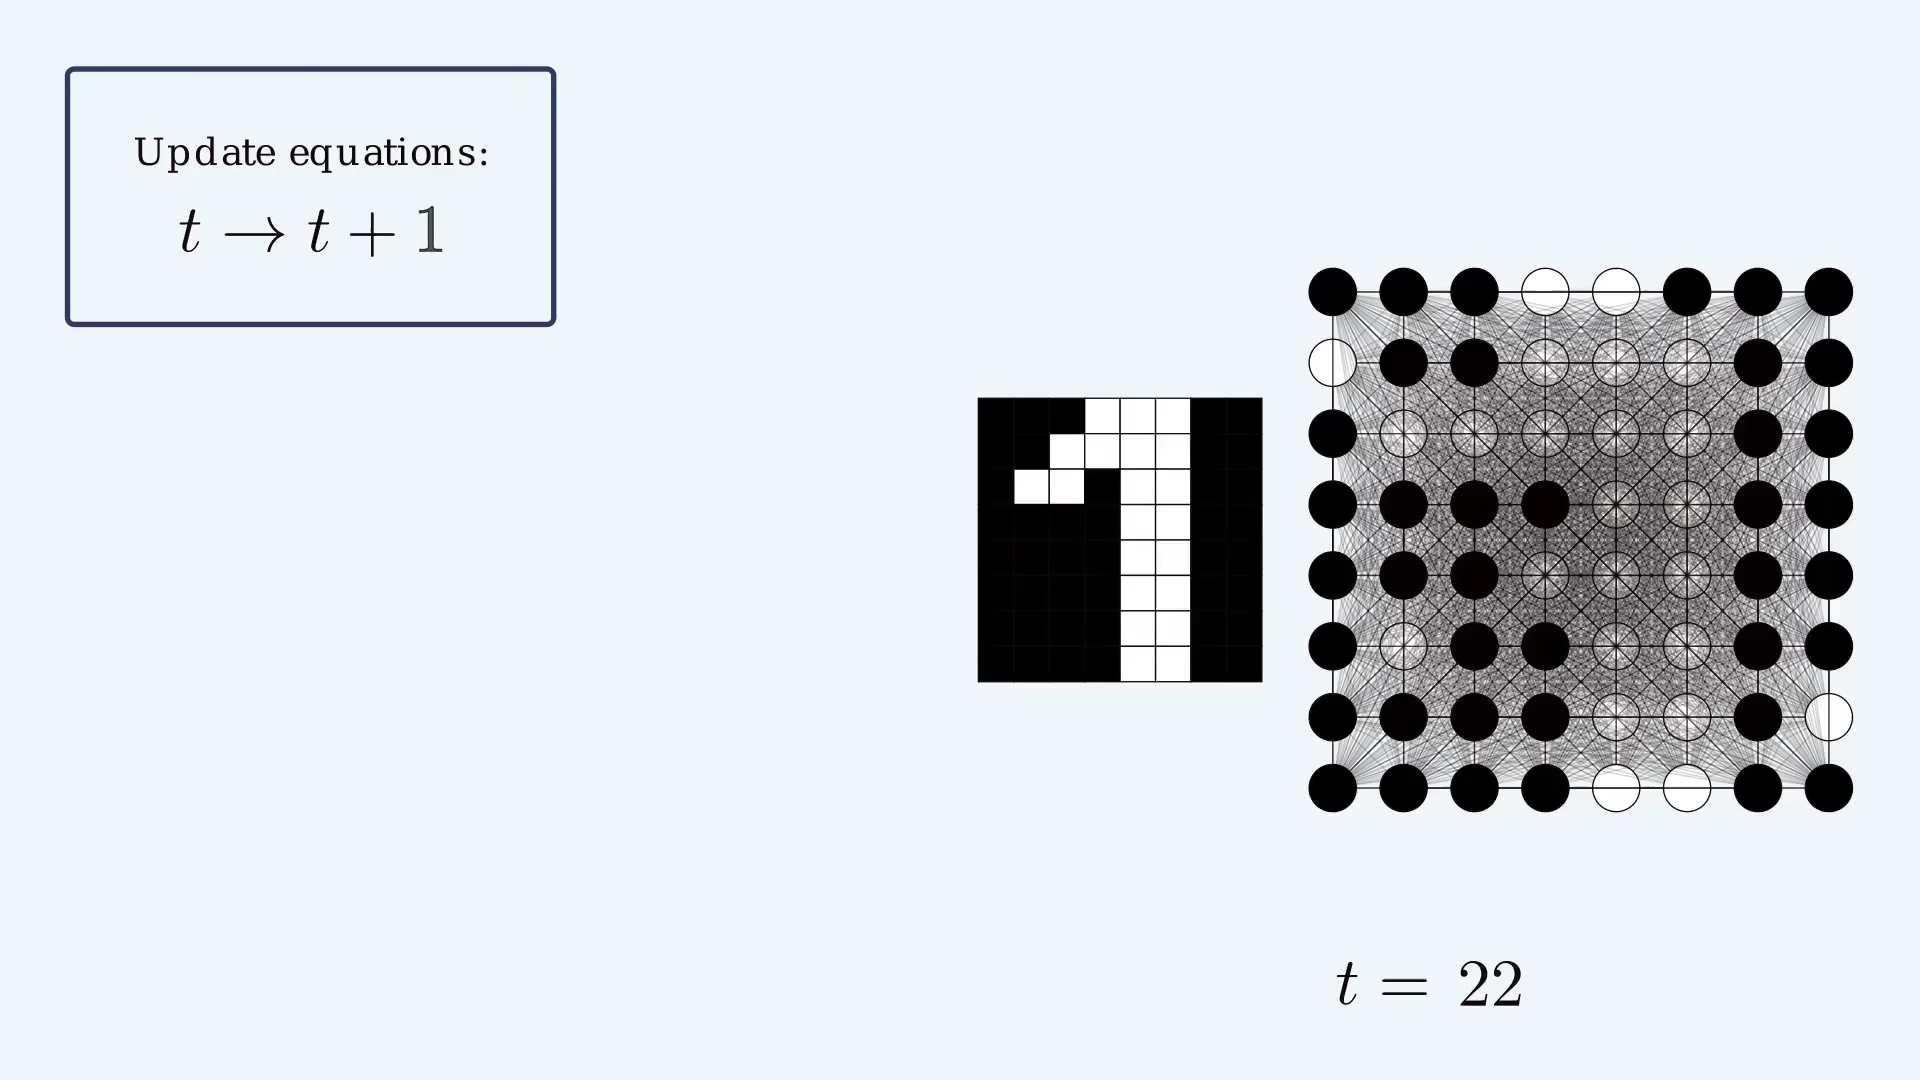 Update equations:
t → t + 1
t = 22